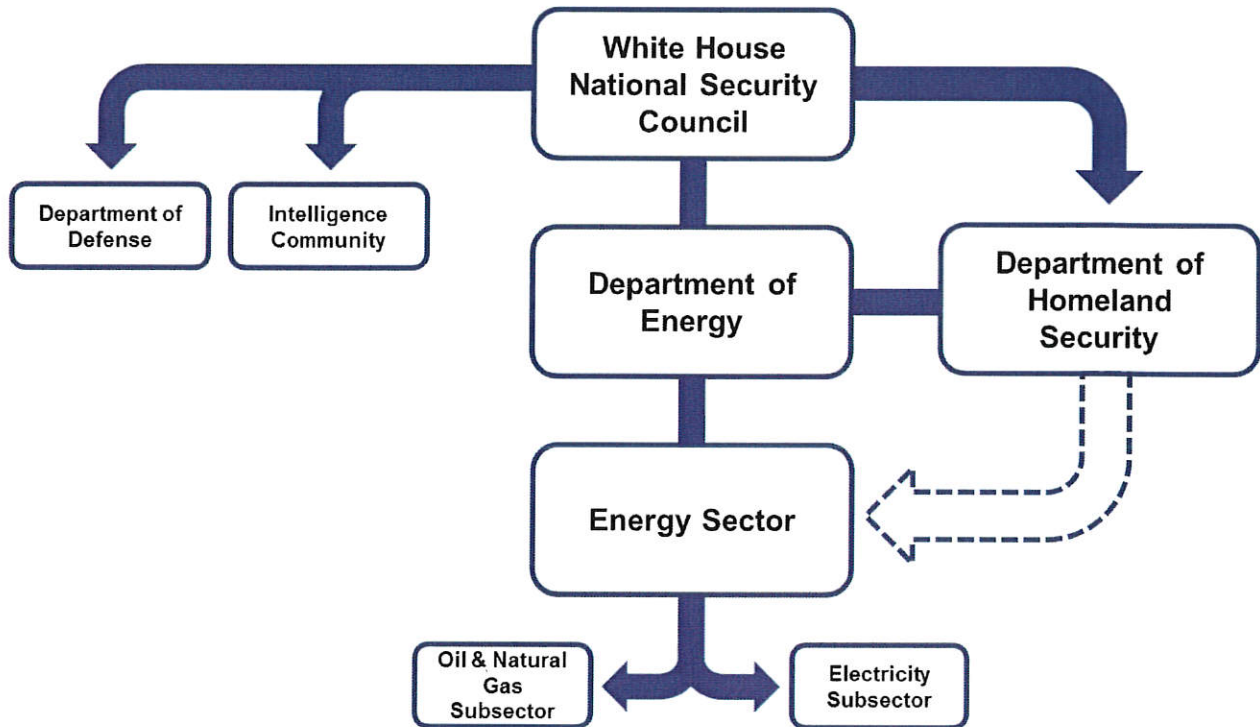 White House
National Security
Council
Department of
Defense
Intelligence
Community
Department of
Energy
Department of
Homeland
Security
Energy Sector
Oil & Natural
Gas
Subsector
Electricity
Subsector